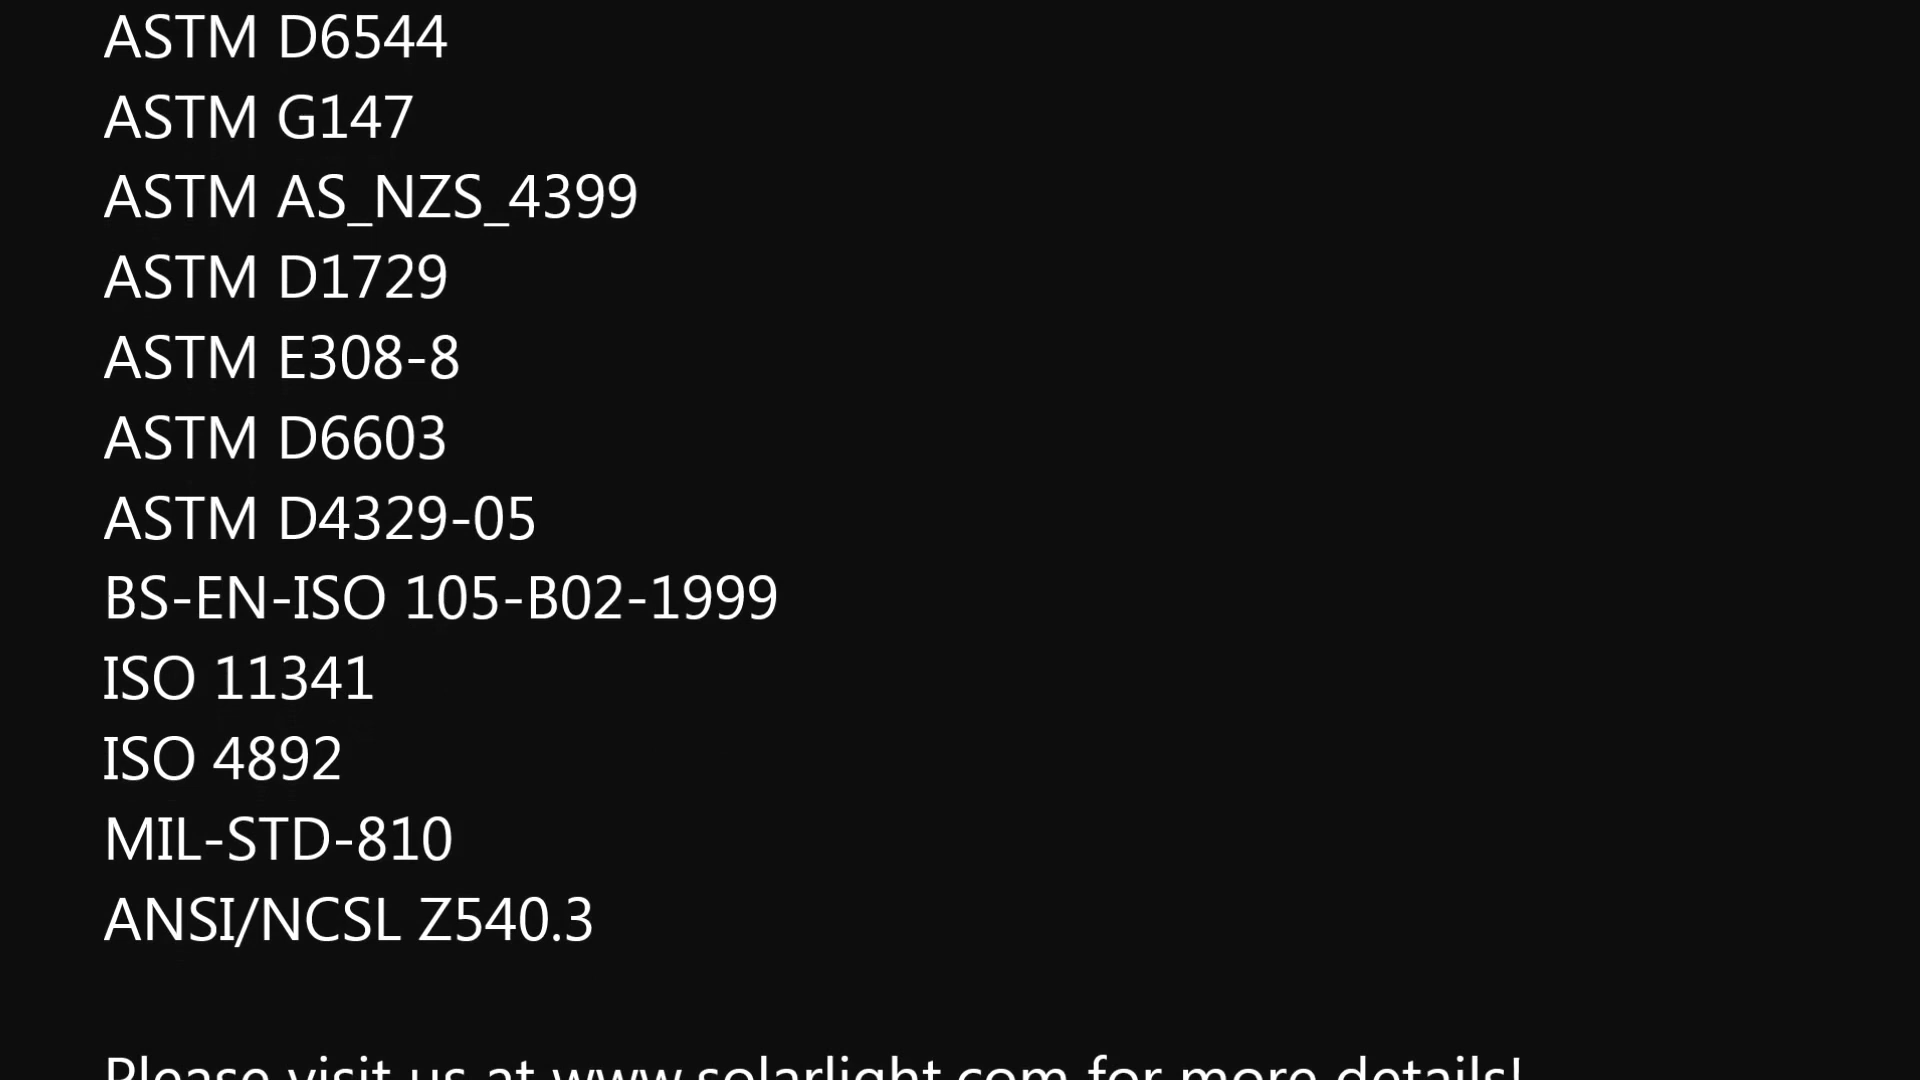 ASTM D6544
ASTM G147
ASTM AS_NZS_4399
ASTM D1729
ASTM E308-8
ASTM D6603
ASTM D4329-05
BS-EN-ISO 105-B02-1999
ISO 11341
ISO 4892
MIL-STD-810
ANSI/NCSL Z540.3
Please visit us at www.solarlight.com for more details!